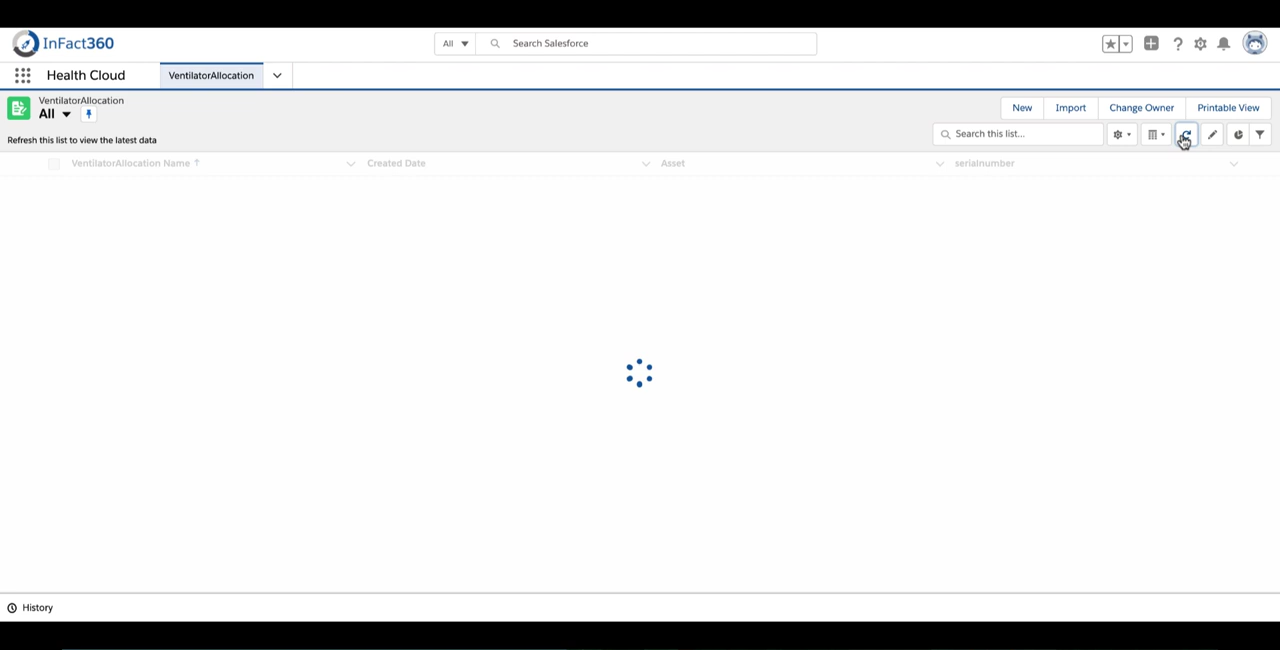 InFact360
All
Search Salesforce
Health Cloud
VentilatorAllocation
VentilatorAllocation
All
New
Import
Change Owner
Printable View
Refresh this list to view the latest data
Search this list...
VentilatorAllocation Name ↑
Created Date
Asset
serialnumber
History